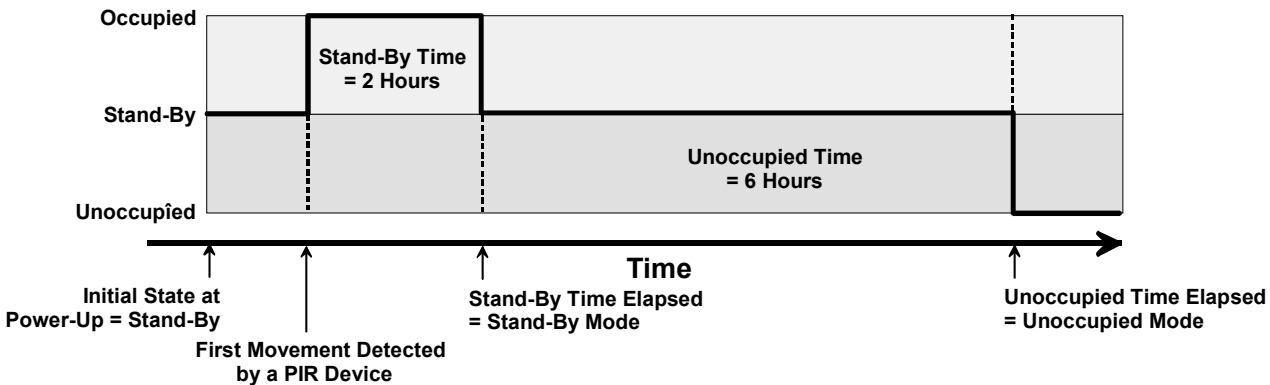 Occupied
Stand-By Time
= 2 Hours
Stand-By
Unoccupied Time
= 6 Hours
Unoccupîed
Time
Initial State at
Power-Up = Stand-By
First Movement Detected
by a PIR Device
Stand-By Time Elapsed
= Stand-By Mode
Unoccupied Time Elapsed
= Unoccupied Mode